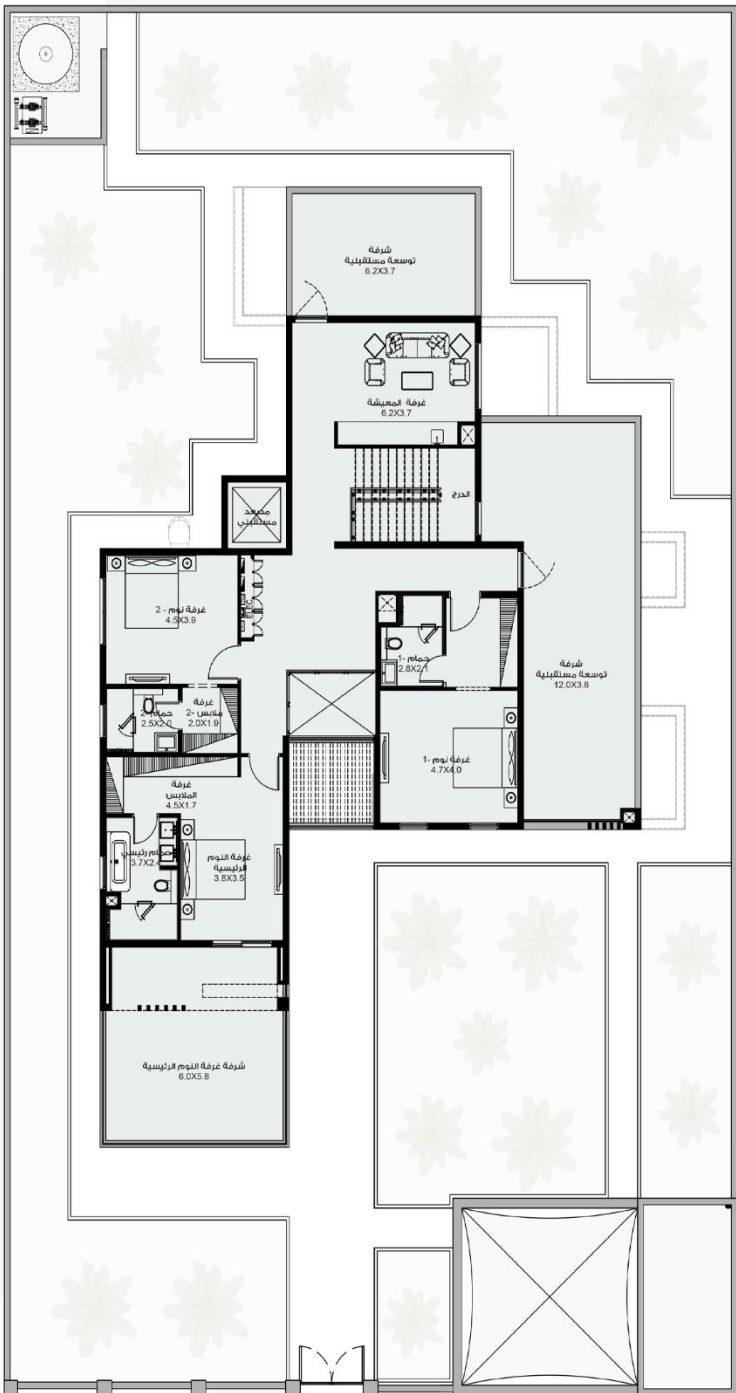 شرفة
توسعة مستقبلية
6.2X3.7
غرفة المعيشة
6.2X3.7
الدرج
مصعد
مستقبلي
ELEC.
غرفة نوم - 2
4.5X3.9
حمام -1
2.8X2.1
شرفة
توسعة مستقبلية
12.0X3.8
غرفة
ملابس -2
2.0X1.9
حمام -2
2.5X2.0
غرفة نوم -1
4.7X4.0
غرفة
الملابس
4.5X1.7
حمام رئيسي
غرفة النوم
الرئيسية
3.8X3.5
شرفة غرفة النوم الرئيسية
6.0X5.8